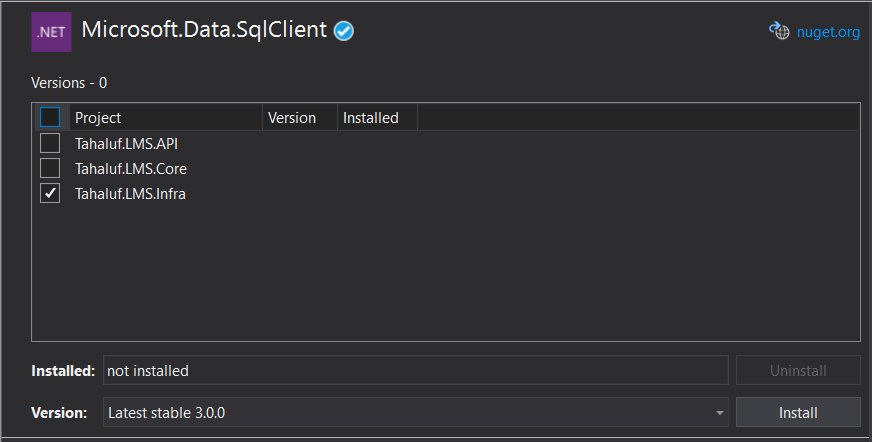 .NET Microsoft.Data.SqlClient nuget.org
Versions - 0
Project Version Installed
Tahaluf.LMS.API
Tahaluf.LMS.Core
Tahaluf.LMS.Infra
Installed: not installed Uninstall
Version: Latest stable 3.0.0 Install